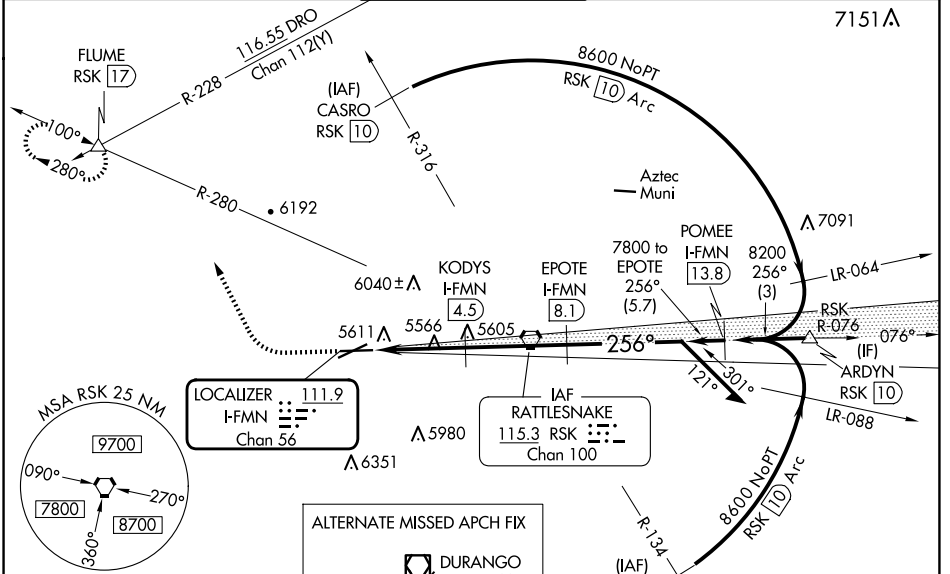 7151
116.55 DRO
Chan 112(Y)
R-228
FLUME
RSK 17
100°
280°
R-280
6192
(IAF)
CASRO
RSK 10
R-316
8600 NoPT
RSK 10 Arc
Aztec
Muni
7091
6040±
KODYS
I-FMN
4.5
EPOTE
I-FMN
8.1
7800 to
EPOTE
256°
(5.7)
POMEE
I-FMN
13.8
8200
256°
(3)
LR-064
RSK
R-076
076°
(IF)
ARDYN
RSK 10
5611
5566
5605
256°
121°
301°
LR-088
LOCALIZER 111.9
I-FMN
Chan 56
IAF
RATTLESNAKE
115.3 RSK
Chan 100
5980
6351
MSA RSK 25 NM
9700
090°
270°
7800
8700
360°
ALTERNATE MISSED APCH FIX
DURANGO
R-134
8600 NoPT
RSK 10 Arc
(IAF)